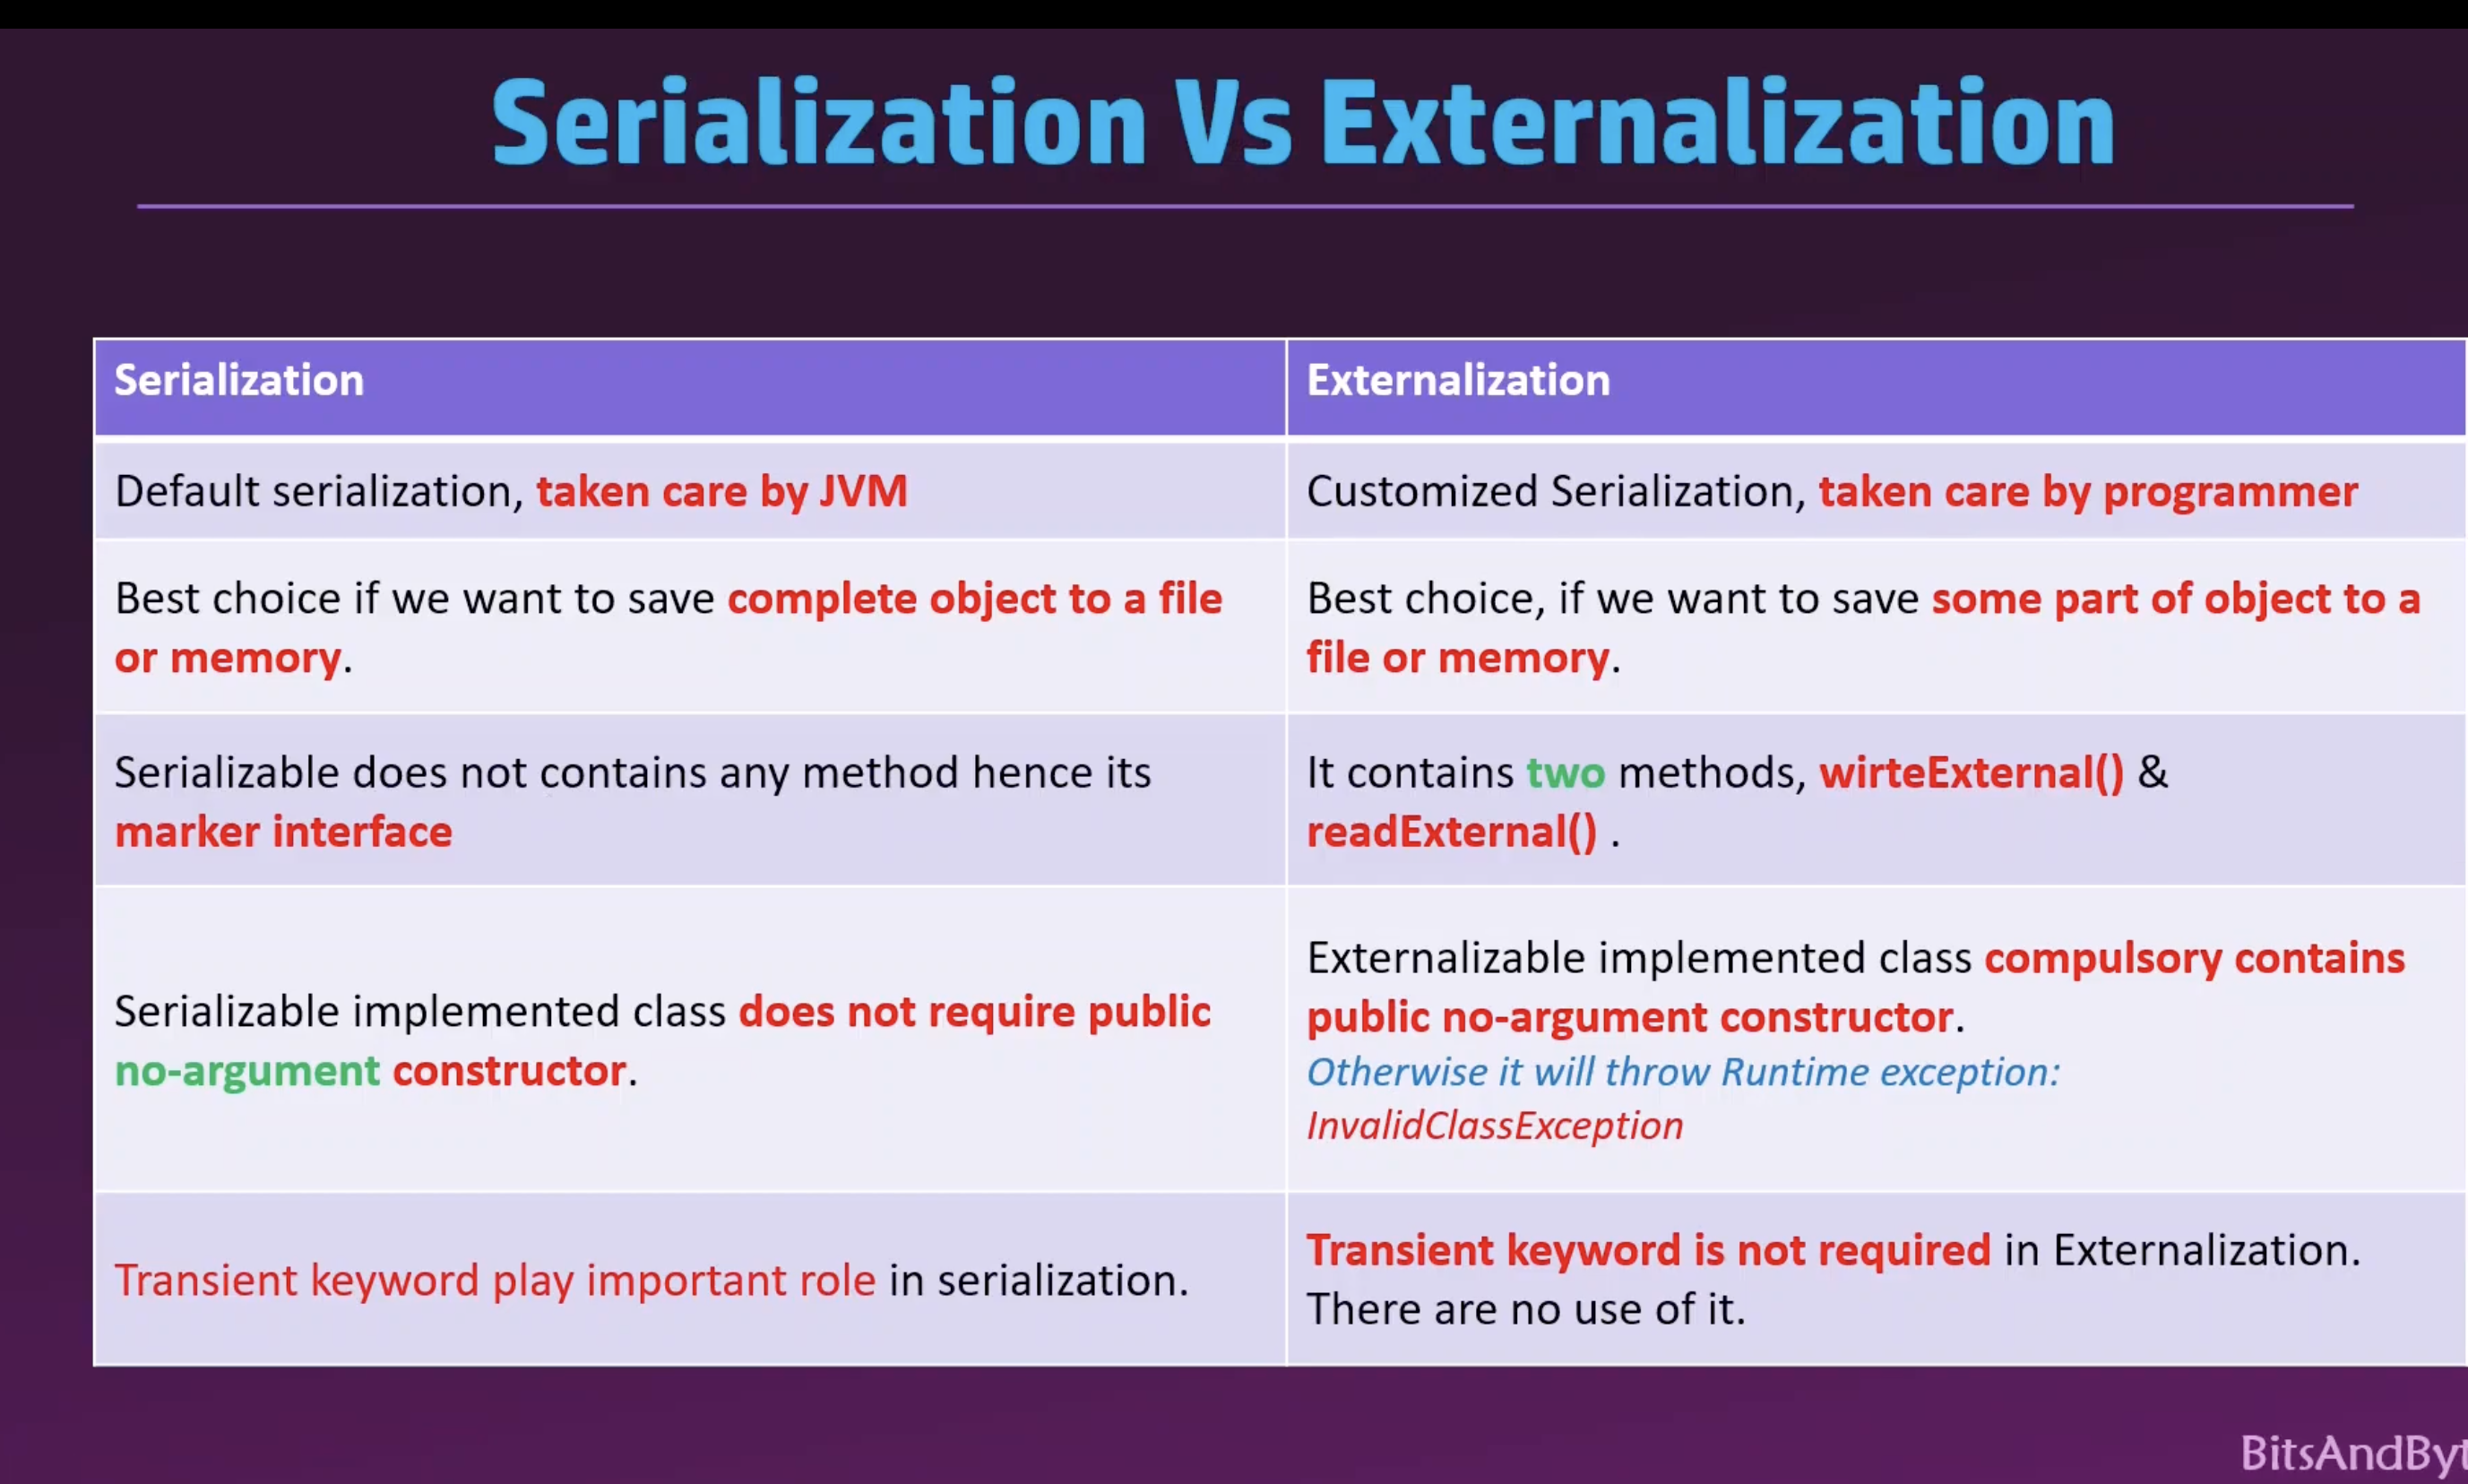 Serialization Vs Externalization
Serialization
Externalization
Default serialization, taken care by JVM
Customized Serialization, taken care by programmer
Best choice if we want to save complete object to a file
or memory.
Best choice, if we want to save some part of object to a
file or memory.
Serializable does not contains any method hence its
marker interface
It contains two methods, wirteExternal() &
readExternal() .
Serializable implemented class does not require public
no-argument constructor.
Externalizable implemented class compulsory contains
public no-argument constructor.
Otherwise it will throw Runtime exception:
InvalidClassException
Transient keyword play important role in serialization.
Transient keyword is not required in Externalization.
There are no use of it.
BitsAndByt